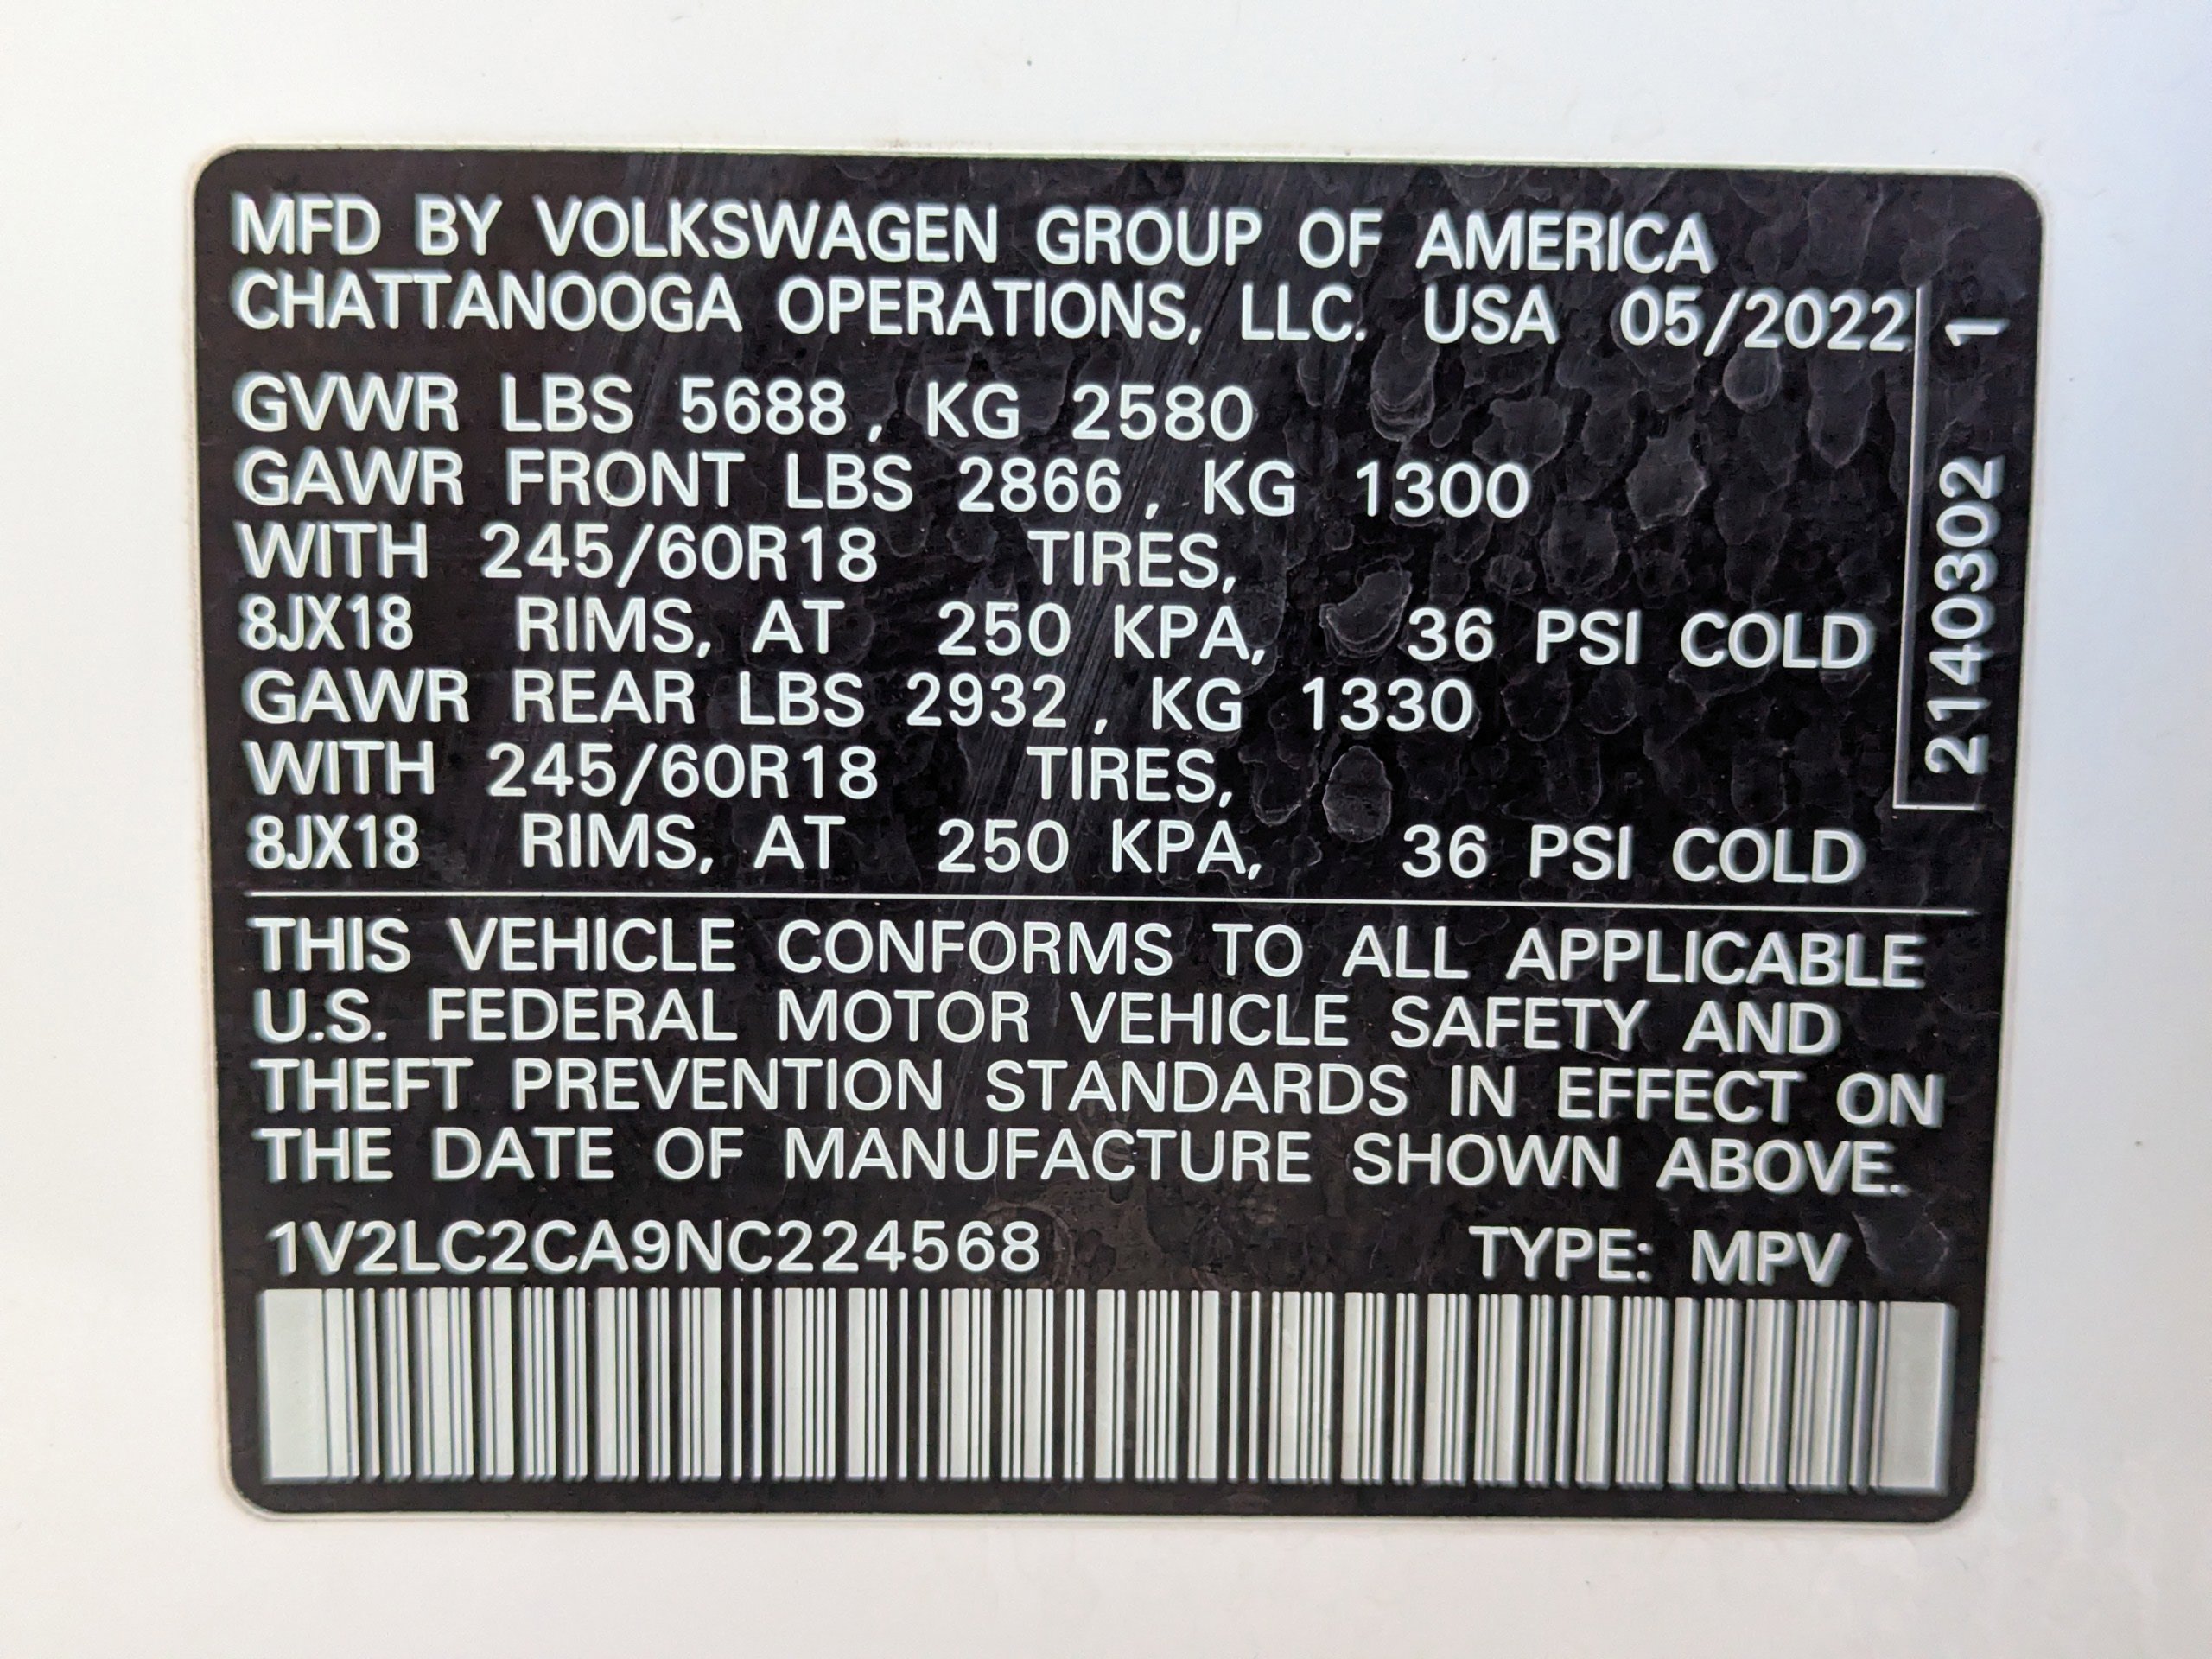 MFD BY VOLKSWAGEN GROUP OF AMERICA
CHATTANOOGA OPERATIONS, LLC. USA 05/2022
GVWR LBS 5688, KG 2580
GAWR FRONT LBS 2866, KG 1300
WITH 245/60R18 TIRES,
8JX18 RIMS, AT 250 KPA, 36 PSI COLD
GAWR REAR LBS 2932, KG 1330
WITH 245/60R18 TIRES,
8JX18 RIMS, AT 250 KPA, 36 PSI COLD
2140302 1
THIS VEHICLE CONFORMS TO ALL APPLICABLE
U.S. FEDERAL MOTOR VEHICLE SAFETY AND
THEFT PREVENTION STANDARDS IN EFFECT ON
THE DATE OF MANUFACTURE SHOWN ABOVE.
1V2LC2CA9NC224568 TYPE: MPV